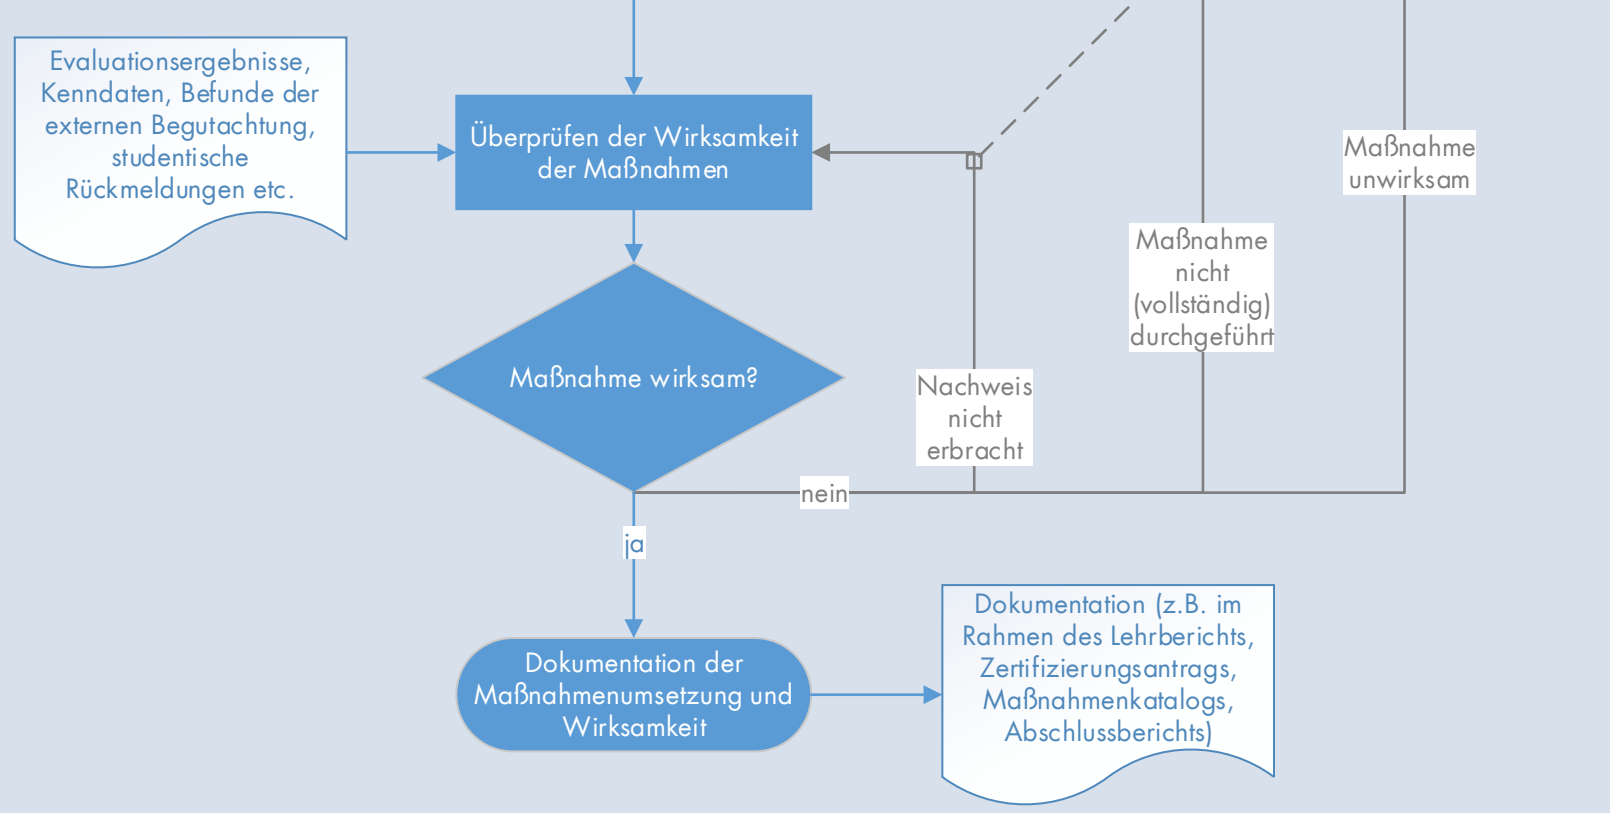 Evaluationsergebnisse,
Kenndaten, Befunde der
externen Begutachtung,
studentische
Rückmeldungen etc.
Überprüfen der Wirksamkeit
der Maßnahmen
Maßnahme
unwirksam
Maßnahme
nicht
(vollständig)
durchgeführt
Maßnahme wirksam?
Nachweis
nicht
erbracht
nein
ja
Dokumentation der
Maßnahmenumsetzung und
Wirksamkeit
Dokumentation (z.B. im
Rahmen des Lehrberichts,
Zertifizierungsantrags,
Maßnahmenkatalogs,
Abschlussberichts)